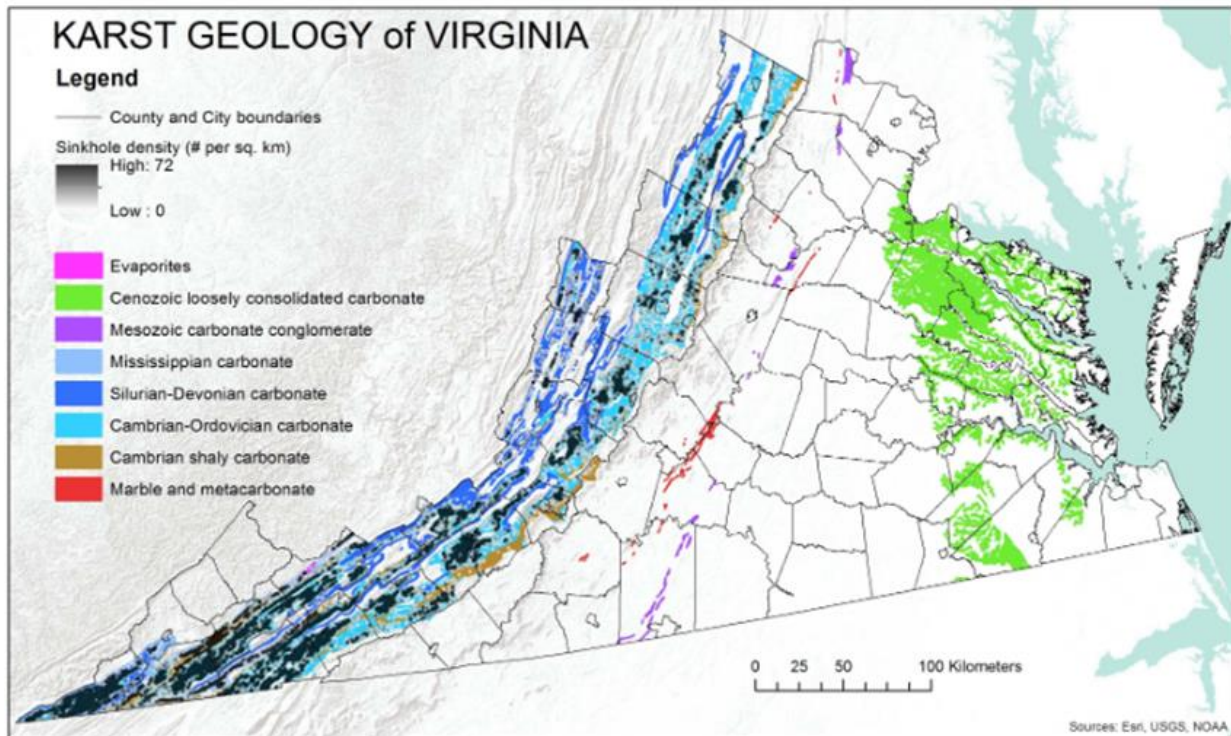 KARST GEOLOGY of VIRGINIA
Legend
County and City boundaries
Sinkhole density (# per sq. km)
High: 72
Low : 0
Evaporites
Cenozoic loosely consolidated carbonate
Mesozoic carbonate conglomerate
Mississippian carbonate
Silurian-Devonian carbonate
Cambrian-Ordovician carbonate
Cambrian shaly carbonate
Marble and metacarbonate
0 25 50 100 Kilometers
Sources: Esri, USGS, NOAA